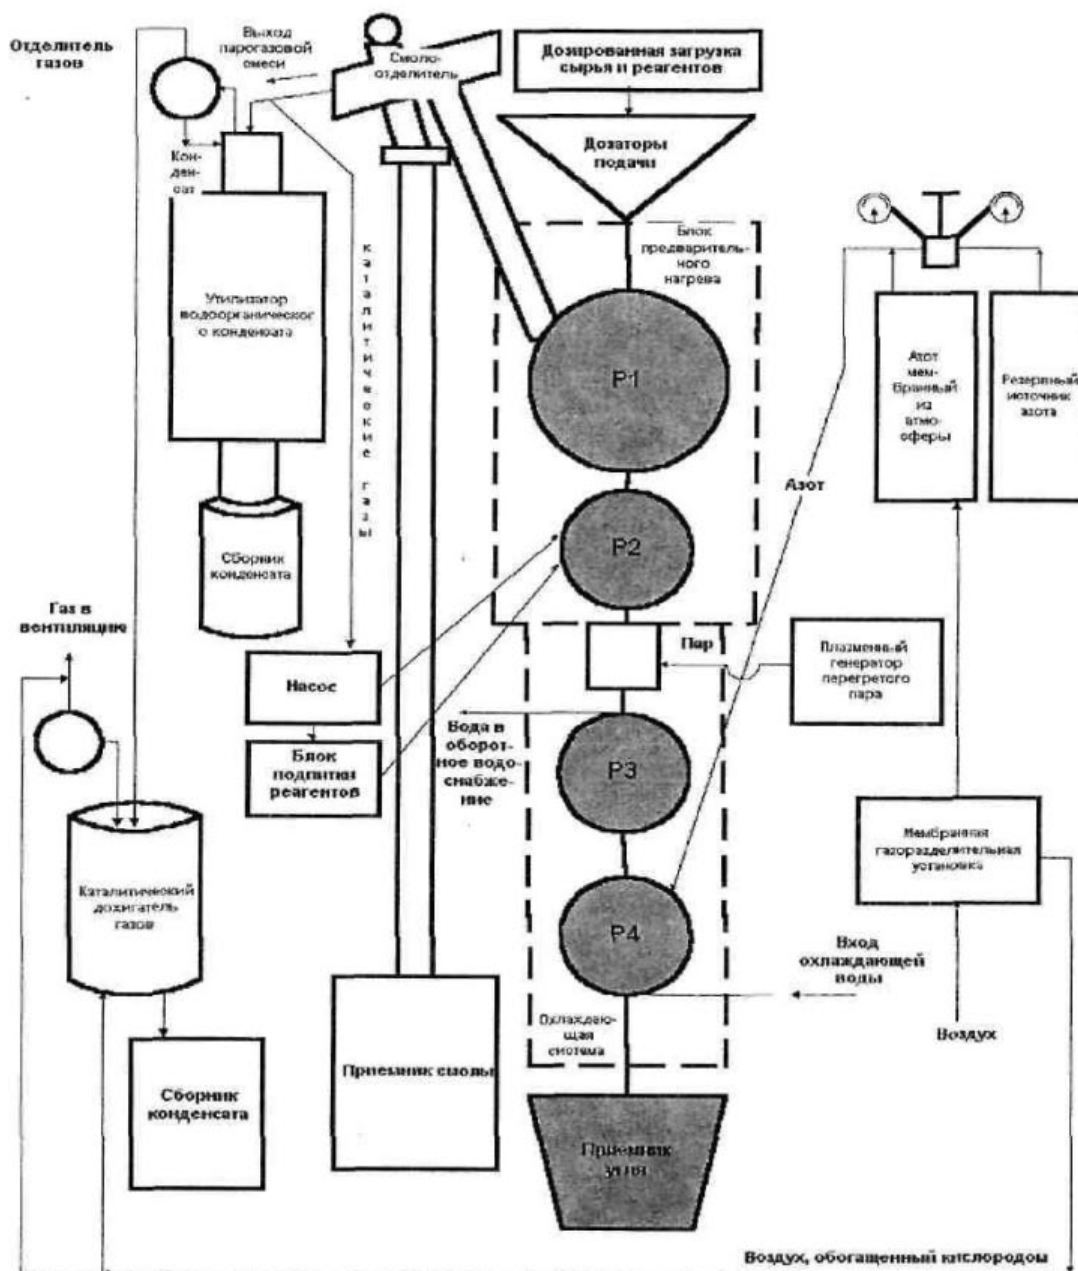 Отделитель
газов
Выход
парогазовой
смеси
Смоло-
отделитель
Дозированная загрузка
сырья и реагентов
Дозаторы
подачи
Кон-
ден-
сат
Блок
предваритель-
ного
нагрева
каталитические газы
Утилизатор
водоорганическог
о конденсата
P1
Азот
мем-
бранный
из
атмо-
сферы
Резервный
источник
азота
Азот
P2
Сборник
конденсата
Газ в
вентиляцию
Пар
Плазменный
генератор
перегретого
пара
Насос
Вода в
оборот-
ное водо-
снабже-
ние
Блок
подпитки
реагентов
P3
Мембранная
газоразделительная
установка
Каталитический
дожигатель
газов
P4
Вход
охлаждающей
воды
Охлаждаю-
щая
система
Воздух
Приемник смолы
Сборник
конденсата
Приемник
угля
Воздух, обогащенный кислородом